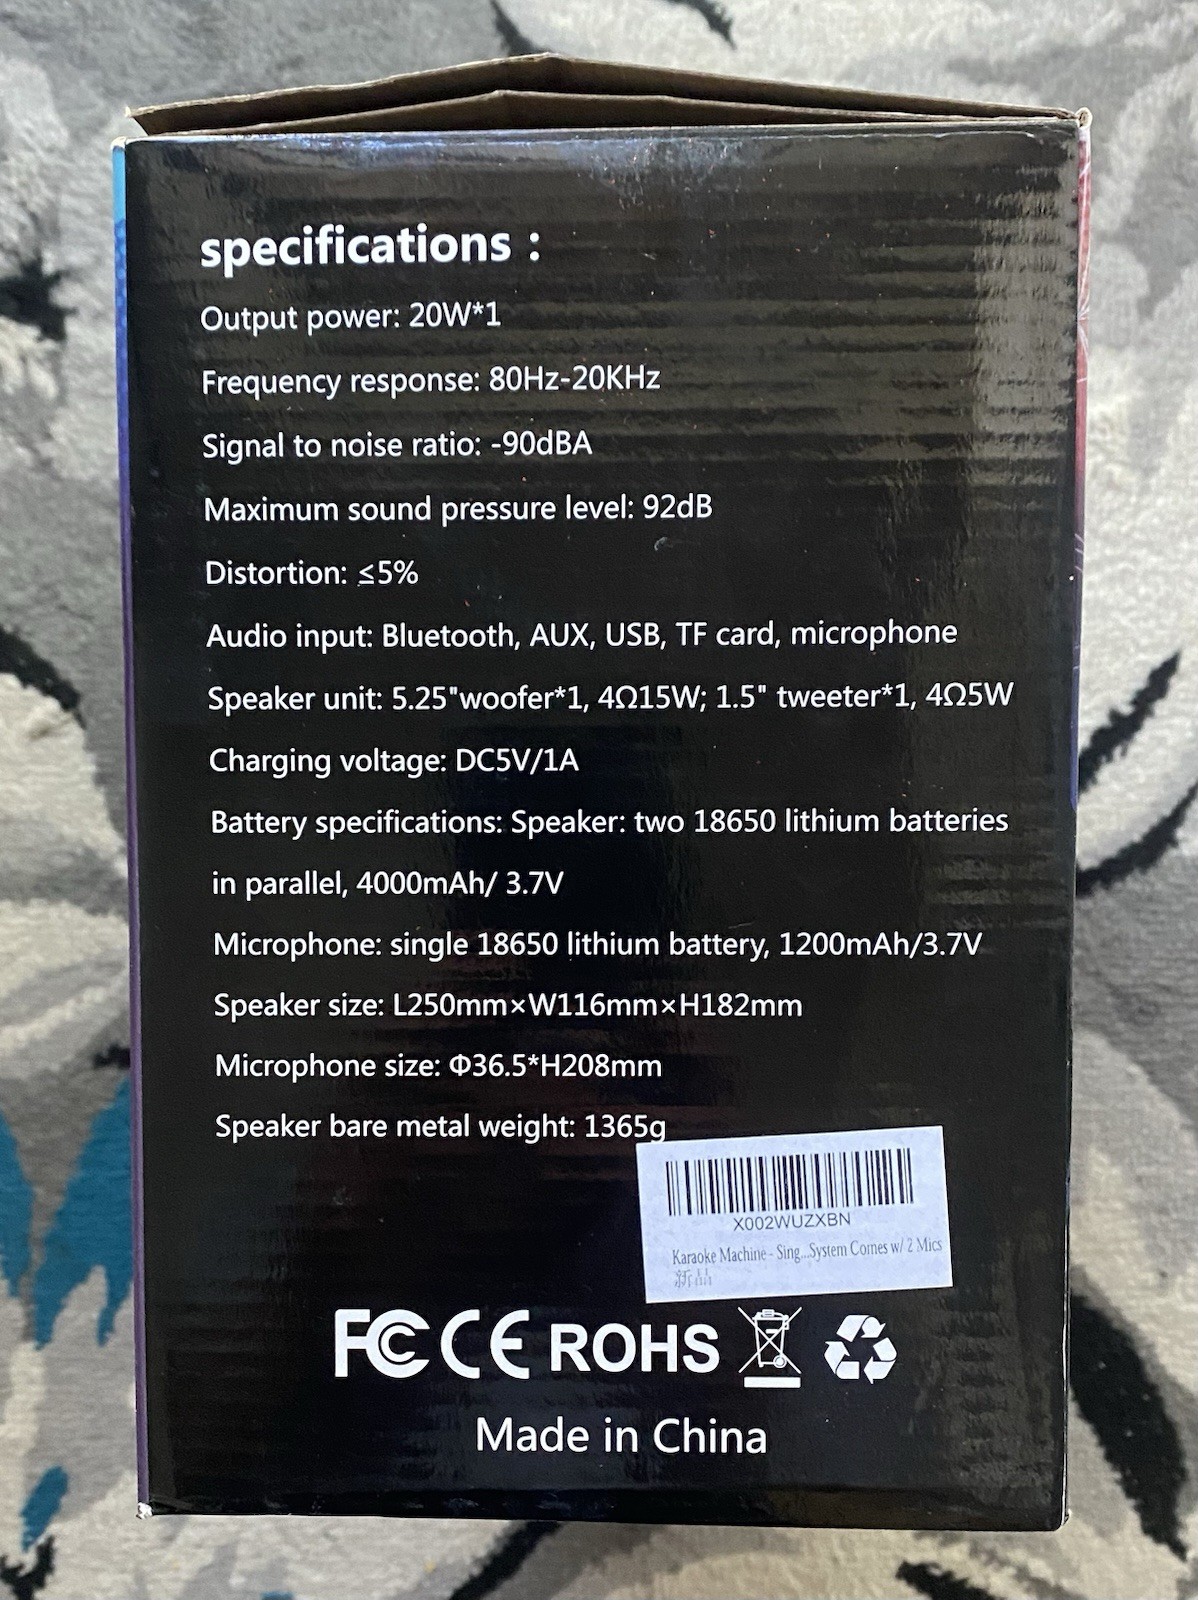 specifications :
Output power: 20W*1
Frequency response: 80Hz-20KHz
Signal to noise ratio: -90dBA
Maximum sound pressure level: 92dB
Distortion: ≤5%
Audio input: Bluetooth, AUX, USB, TF card, microphone
Speaker unit: 5.25"woofer*1, 4Ω15W; 1.5" tweeter*1, 4Ω5W
Charging voltage: DC5V/1A
Battery specifications: Speaker: two 18650 lithium batteries
in parallel, 4000mAh/ 3.7V
Microphone: single 18650 lithium battery, 1200mAh/3.7V
Speaker size: L250mm×W116mm×H182mm
Microphone size: Φ36.5*H208mm
Speaker bare metal weight: 1365g
X002WUZXBN
Karaoke Machine - Sing...System Comes w/ 2 Mics
新品
FC CE ROHS
Made in China